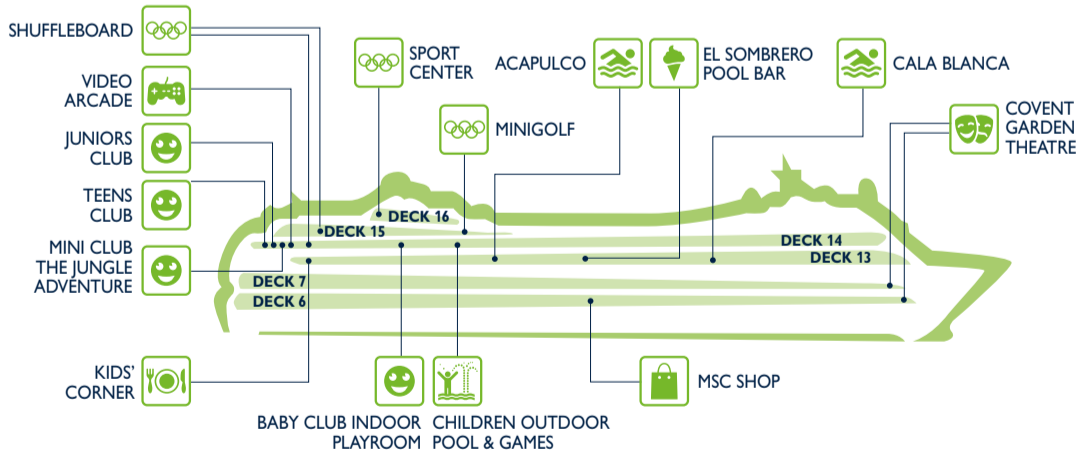 SHUFFLEBOARD
VIDEO
ARCADE
JUNIORS
CLUB
TEENS
CLUB
MINI CLUB
THE JUNGLE
ADVENTURE
KIDS'
CORNER
SPORT
CENTER
MINIGOLF
ACAPULCO
EL SOMBRERO
POOL BAR
CALA BLANCA
COVENT
GARDEN
THEATRE
DECK 16
DECK 15
DECK 14
DECK 13
DECK 7
DECK 6
BABY CLUB INDOOR
PLAYROOM
CHILDREN OUTDOOR
POOL & GAMES
MSC SHOP